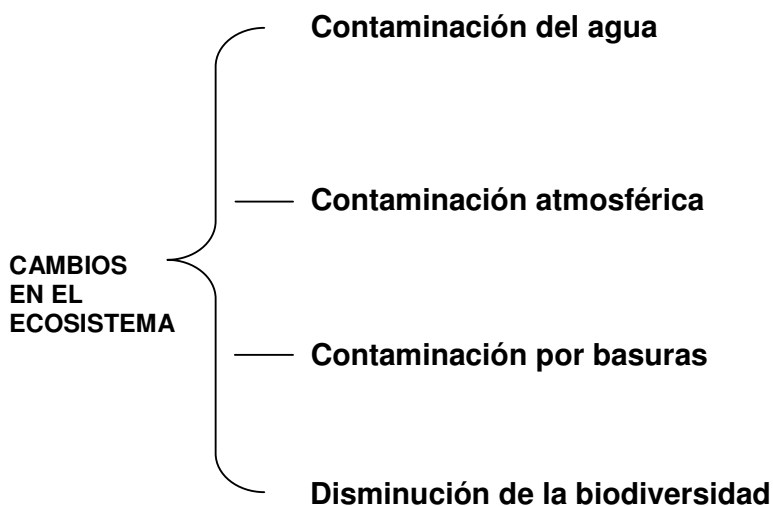 Contaminación del agua
Contaminación atmosférica
CAMBIOS
EN EL
ECOSISTEMA
Contaminación por basuras
Disminución de la biodiversidad